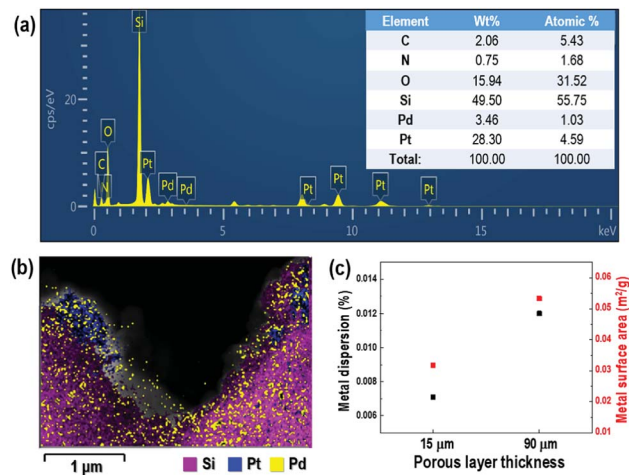 (a)
Si
20
cps/eV
O
C
N
Pt
Pd
Pd
Pt
Pt
Pt
Pt
0
0 5 10 15 keV
Element Wt% Atomic %
C 2.06 5.43
N 0.75 1.68
O 15.94 31.52
Si 49.50 55.75
Pd 3.46 1.03
Pt 28.30 4.59
Total: 100.00 100.00
(b)
1 µm
Si Pt Pd
(c)
Metal dispersion (%)
0.014
0.012
0.010
0.008
0.006
Metal surface area (m²/g)
0.06
0.05
0.04
0.03
0.02
0.01
15 µm 90 µm
Porous layer thickness